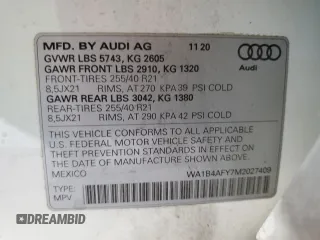 MFD. BY AUDI AG 11 20
GVWR LBS 5743, KG 2605
GAWR FRONT LBS 2910, KG 1320
FRONT-TIRES 255/40 R21
8,5JX21 RIMS, AT 270 KPA 39 PSI COLD
GAWR REAR LBS 3042, KG 1380
REAR-TIRES 255/40 R21
8,5JX21 RIMS, AT 290 KPA 42 PSI COLD
Audi
THIS VEHICLE CONFORMS TO ALL APPLICABLE
U.S. FEDERAL MOTOR VEHICLE SAFETY
STANDARDS IN EFFECT ON THE DATE OF
MANUFACTURE SHOWN ABOVE.
MEXICO WA1B4AFY7M2027409
TYPE:
MPV
AUTOBIDCAR